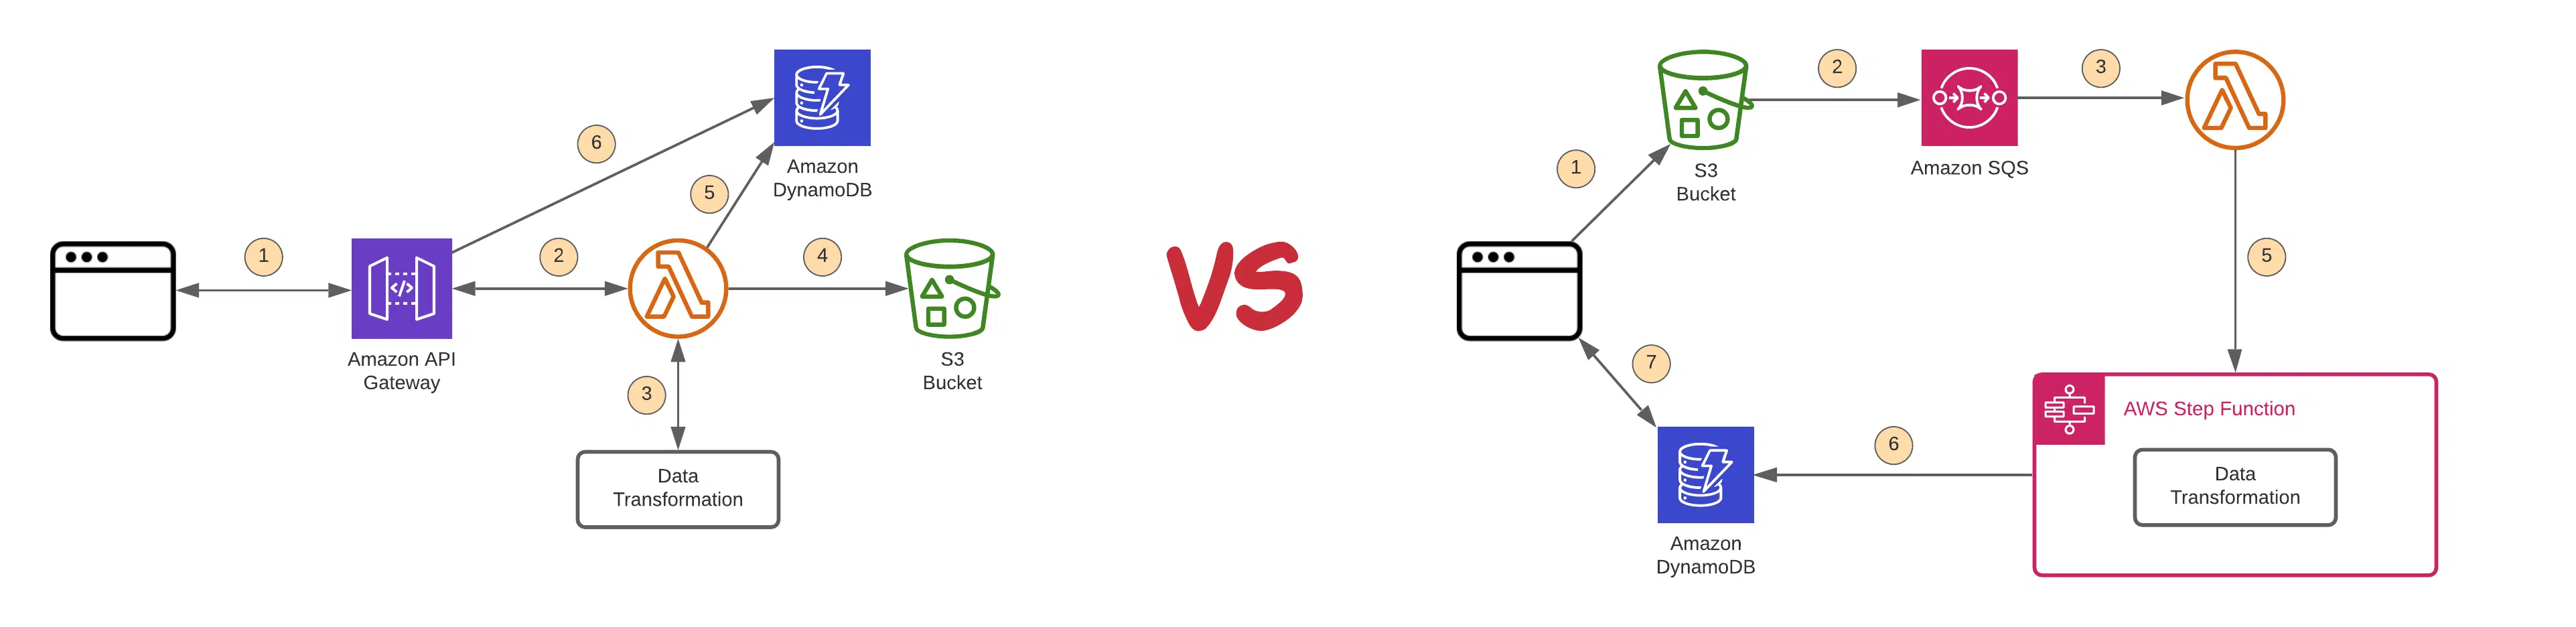 6
Amazon
DynamoDB
5
1
2
4
Amazon API
Gateway
S3
Bucket
3
Data
Transformation
VS
1
S3
Bucket
2
Amazon SQS
3
5
AWS Step Function
Data
Transformation
6
7
Amazon
DynamoDB